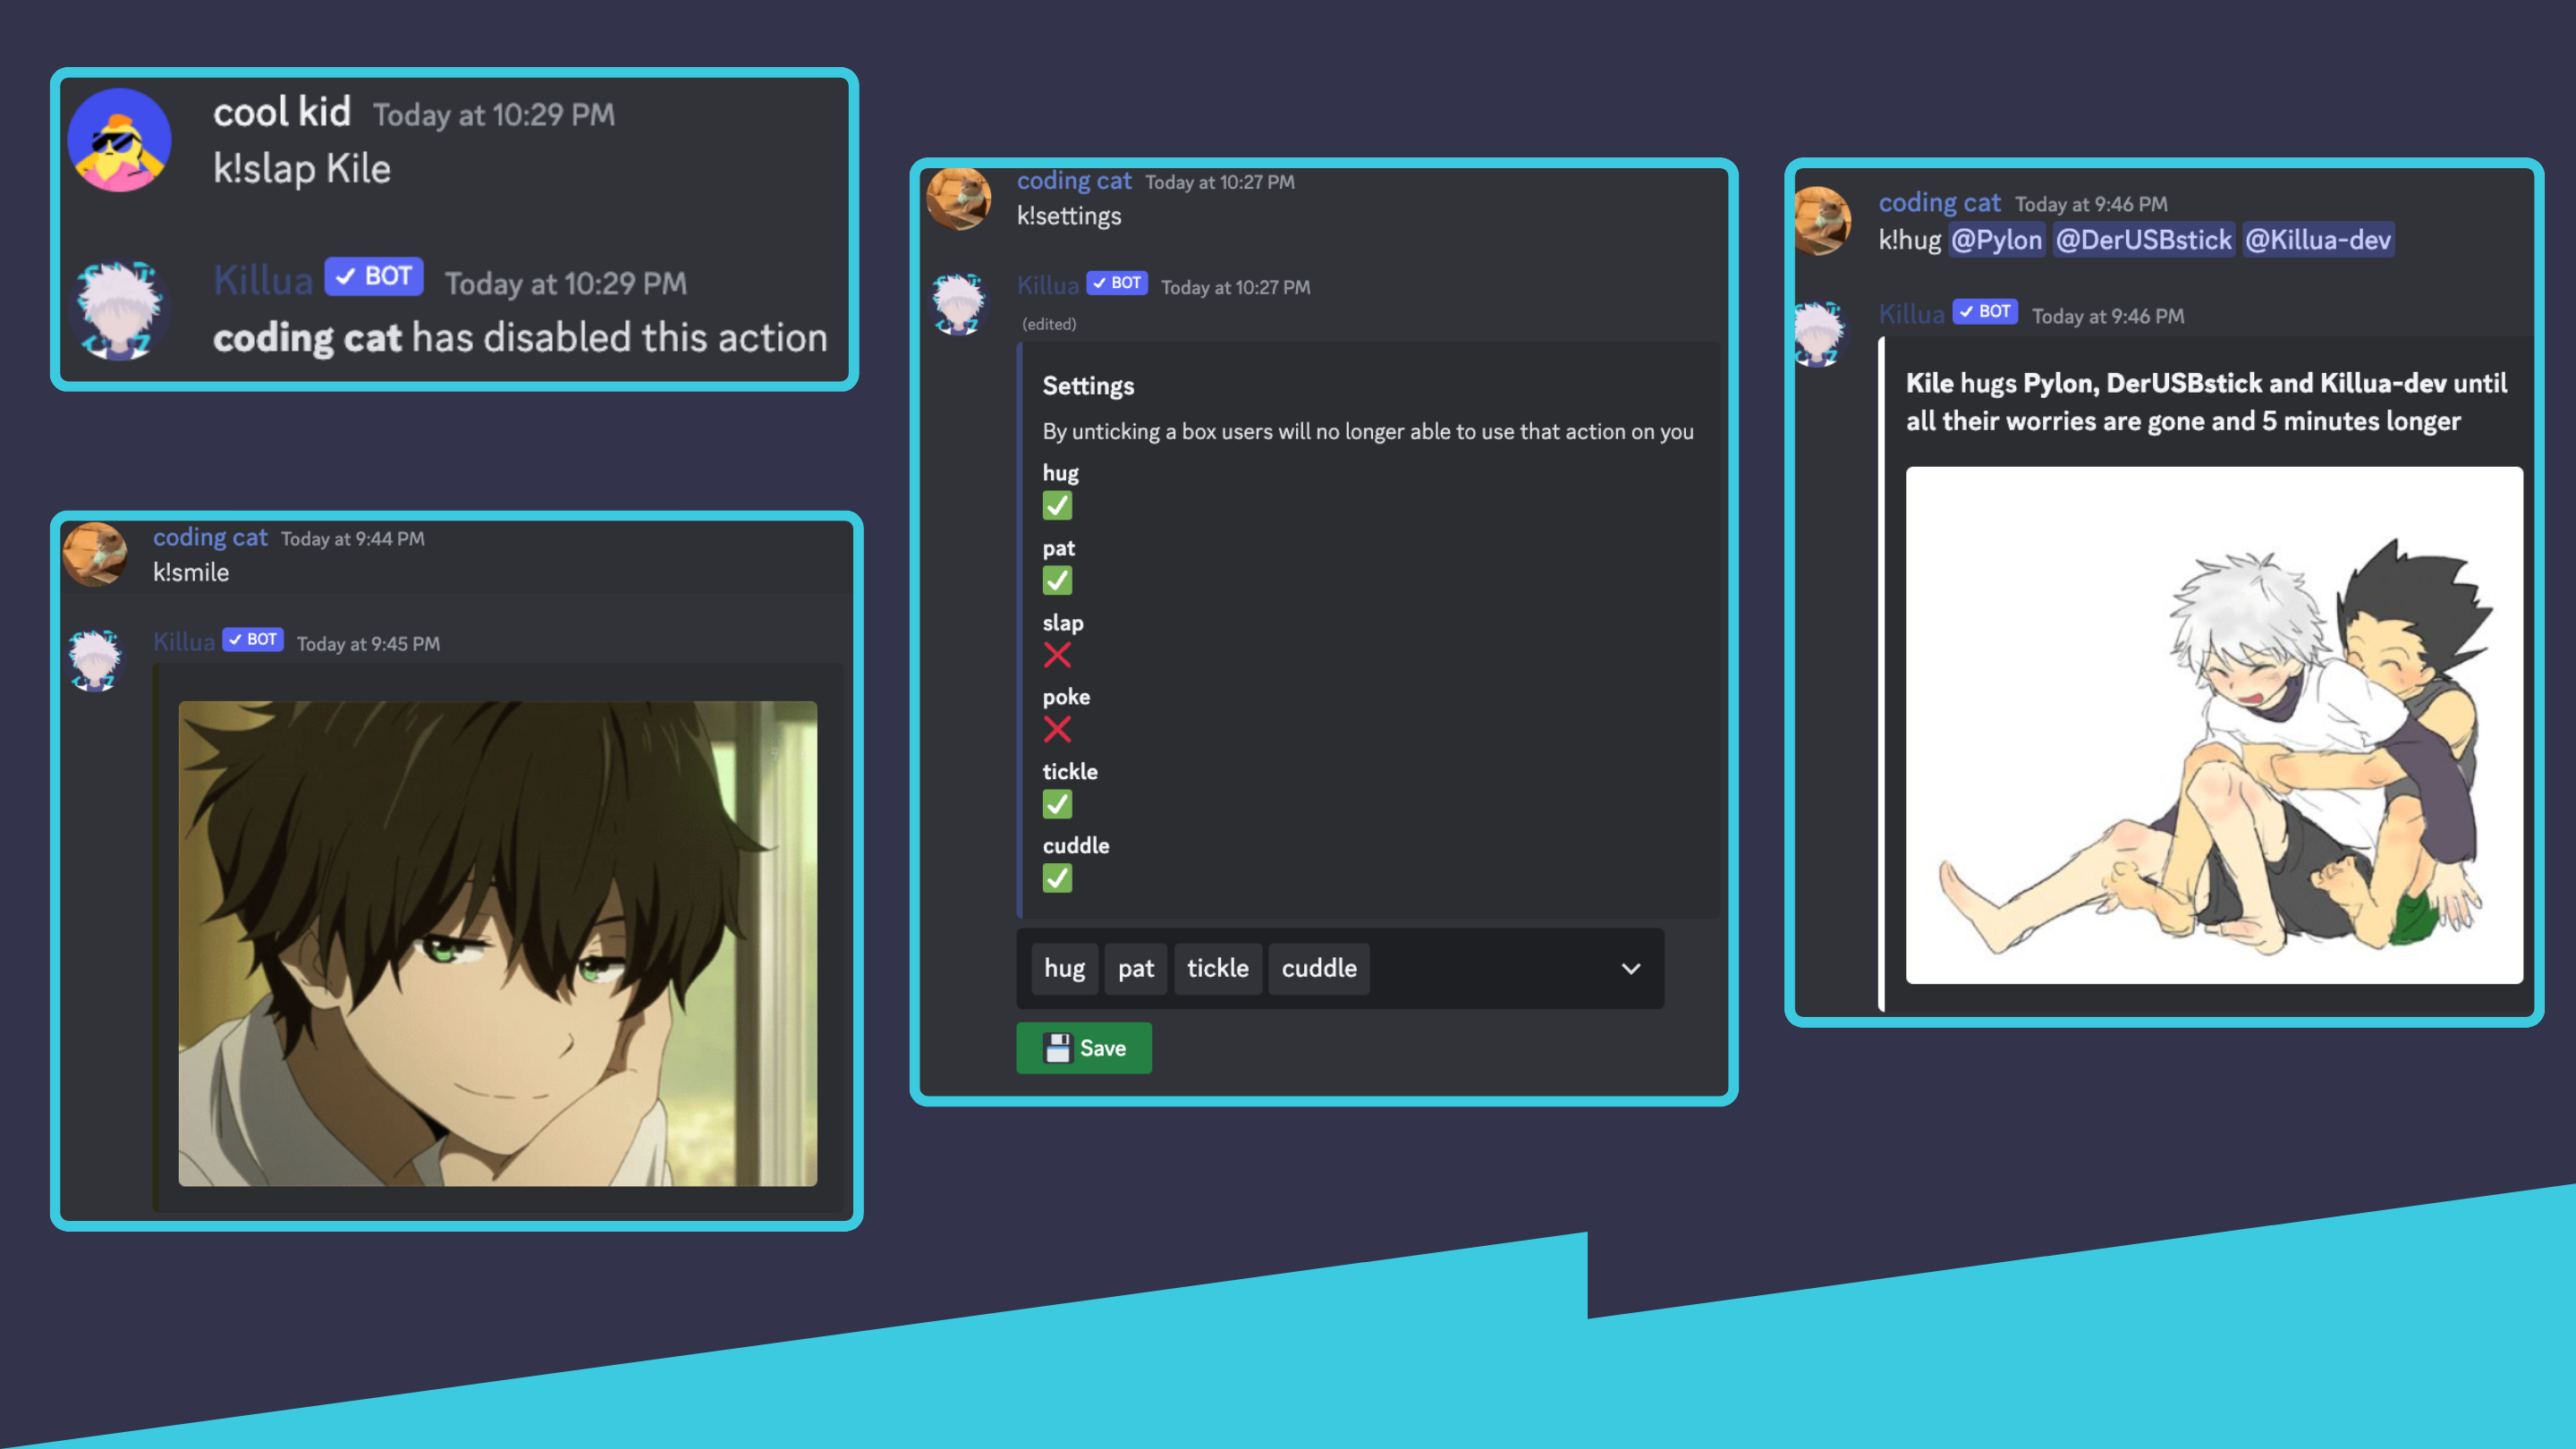 cool kid Today at 10:29 PM
k!slap Kile
Killua ✓ BOT Today at 10:29 PM
coding cat has disabled this action
coding cat Today at 9:44 PM
k!smile
Killua ✓ BOT Today at 9:45 PM
coding cat Today at 10:27 PM
k!settings
Killua ✓ BOT Today at 10:27 PM
(edited)
Settings
By unticking a box users will no longer able to use that action on you
hug
pat
slap
poke
tickle
cuddle
hug pat tickle cuddle
Save
coding cat Today at 9:46 PM
k!hug @Pylon @DerUSBstick @Killua-dev
Killua ✓ BOT Today at 9:46 PM
Kile hugs Pylon, DerUSBstick and Killua-dev until
all their worries are gone and 5 minutes longer